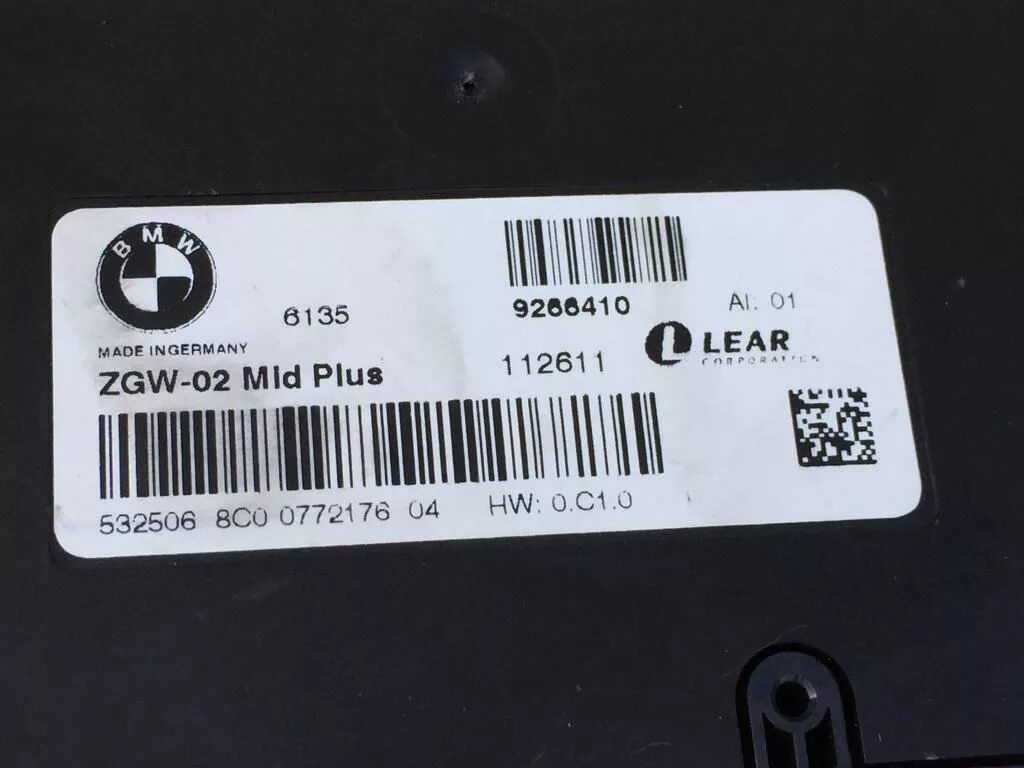 BMW
6135
9266410
AI: 01
MADE INGERMANY
LEAR
CORPORATION
ZGW-02 Mid Plus
112611
532506 8C0 0772176 04
HW: 0.C1.0